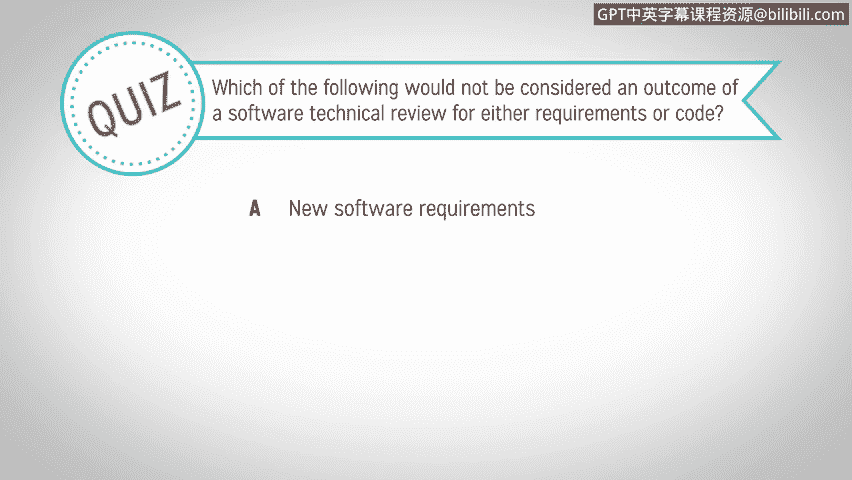 GPT中英字幕课程资源@bilibili.com
QUIZ
Which of the following would not be considered an outcome of
a software technical review for either requirements or code?
A New software requirements